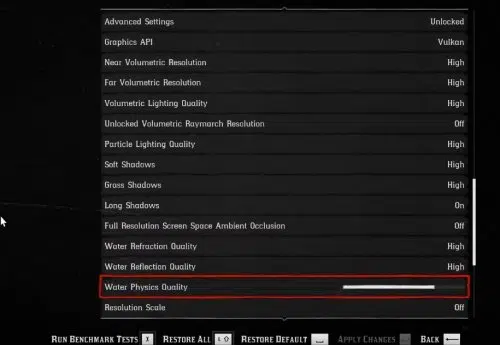 Advanced Settings Unlocked
Graphics API Vulkan
Near Volumetric Resolution High
Far Volumetric Resolution High
Volumetric Lighting Quality High
Unlocked Volumetric Raymarch Resolution Off
Particle Lighting Quality High
Soft Shadows High
Grass Shadows High
Long Shadows On
Full Resolution Screen Space Ambient Occlusion Off
Water Refraction Quality High
Water Reflection Quality High
Water Physics Quality
Resolution Scale Off
Run Benchmark Tests X Restore All L Restore Default Apply Changes Back